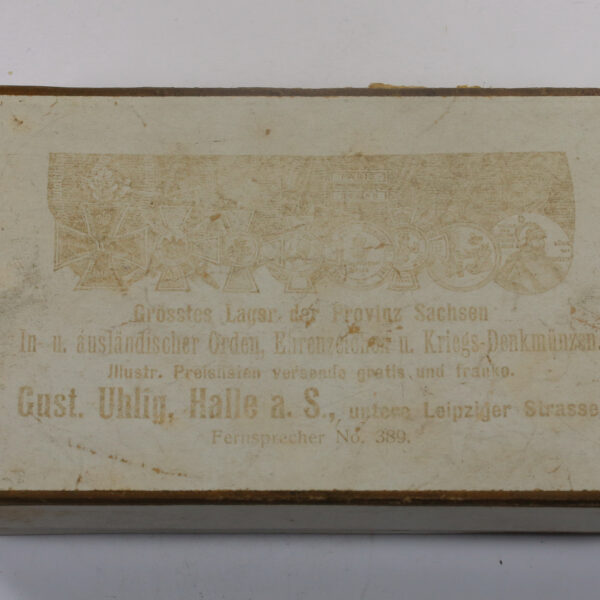 Grösstes Lager der Provinz Sachsen
In- u. ausländischer Orden, Ehrenzeichen u. Kriegs-Denkmünzen.
Illustr. Preislisten versende gratis und franko.
Gust. Uhlig, Halle a. S., untere Leipziger Strasse
Fernsprecher No. 389.